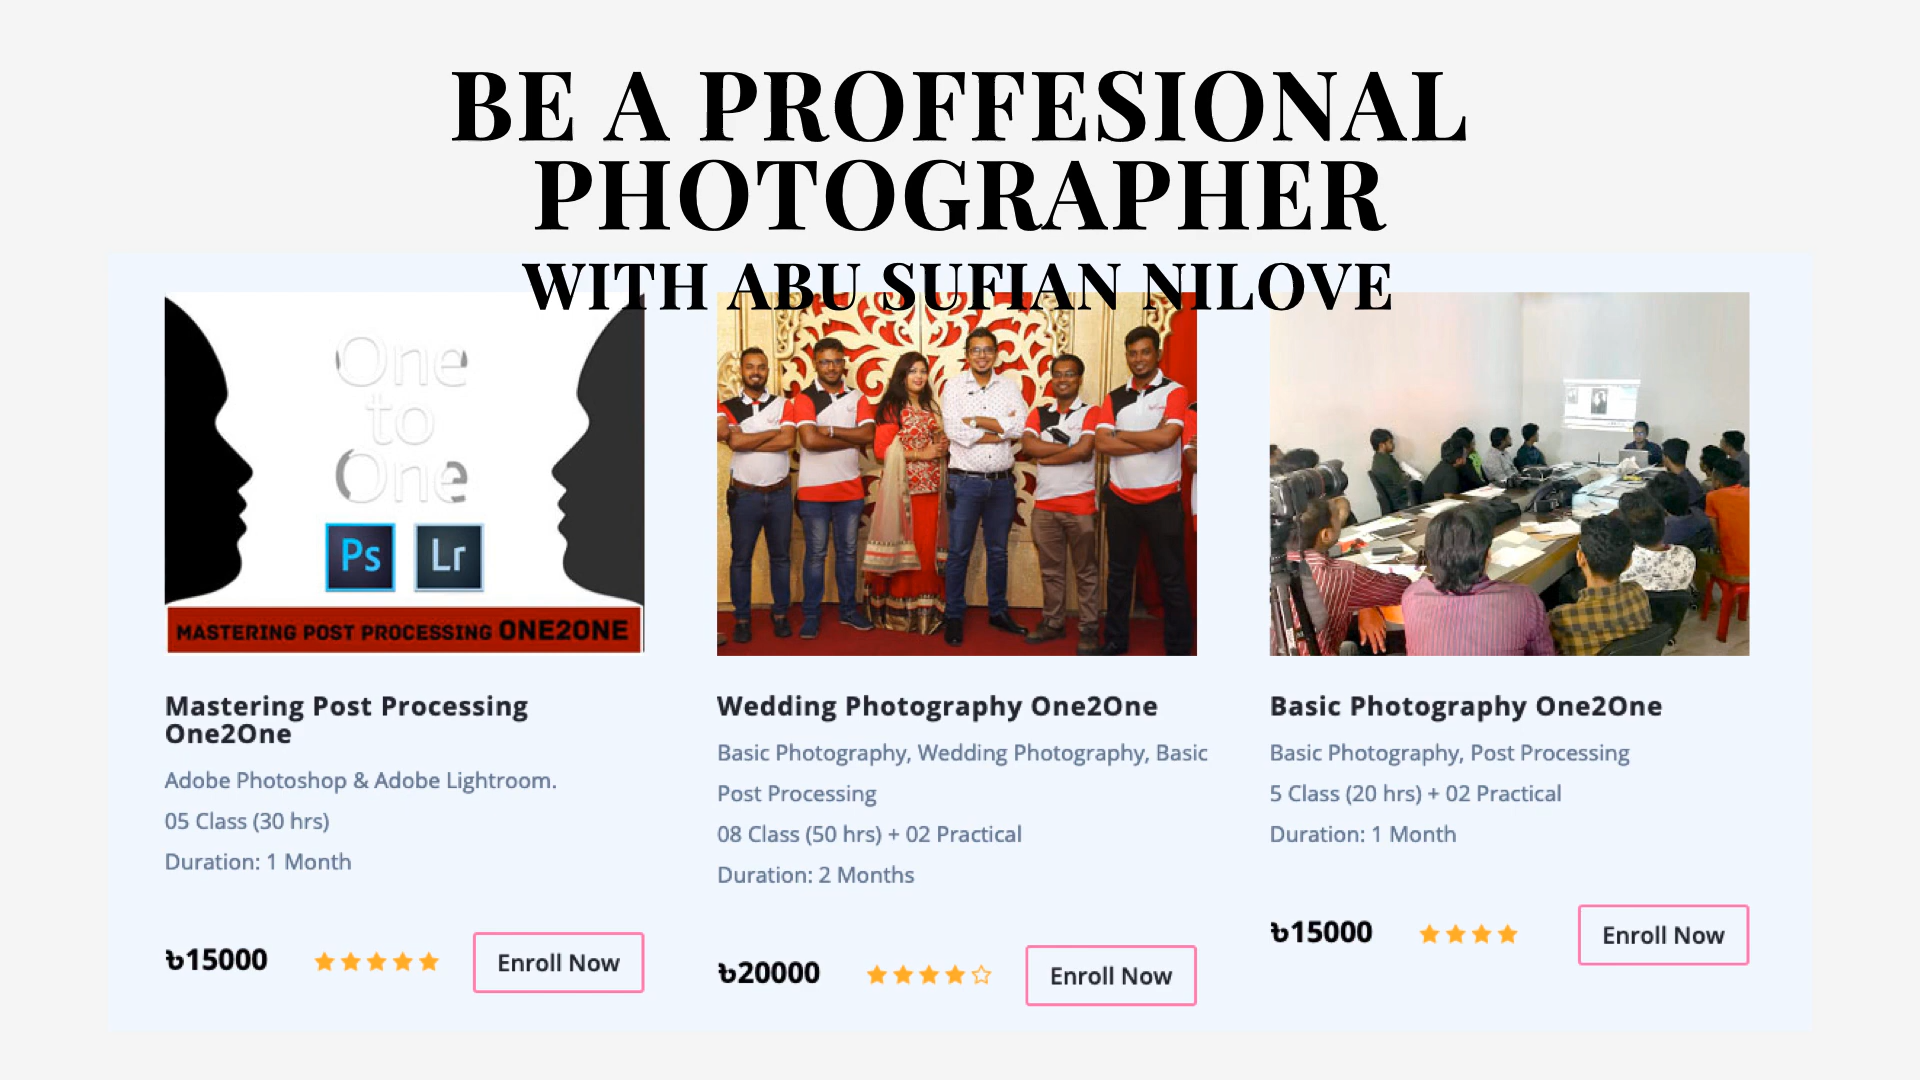 BE A PROFFESIONAL
PHOTOGRAPHER
WITH ABU SUFIAN NILOVE
One
to
One
Ps Lr
MASTERING POST PROCESSING ONE2ONE
Mastering Post Processing
One2One
Adobe Photoshop & Adobe Lightroom.
05 Class (30 hrs)
Duration: 1 Month
৳15000
Enroll Now
Wedding Photography One2One
Basic Photography, Wedding Photography, Basic
Post Processing
08 Class (50 hrs) + 02 Practical
Duration: 2 Months
৳20000
Enroll Now
Basic Photography One2One
Basic Photography, Post Processing
5 Class (20 hrs) + 02 Practical
Duration: 1 Month
৳15000
Enroll Now